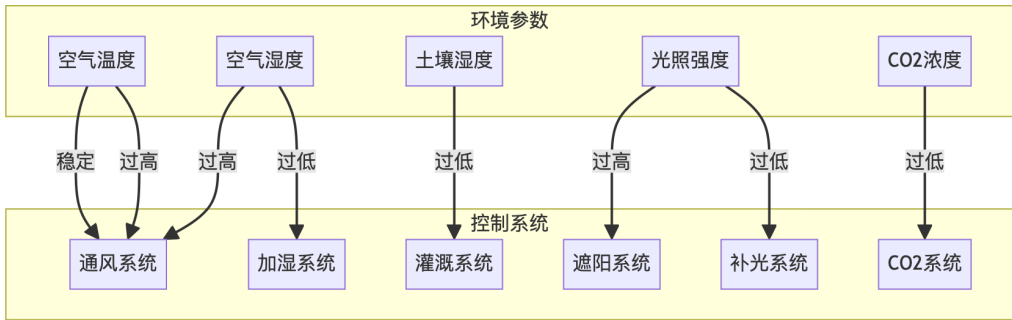 环境参数
空气温度
空气湿度
土壤湿度
光照强度
CO2浓度
稳定
过高
过高
过低
过低
过高
过低
过低
控制系统
通风系统
加湿系统
灌溉系统
遮阳系统
补光系统
CO2系统